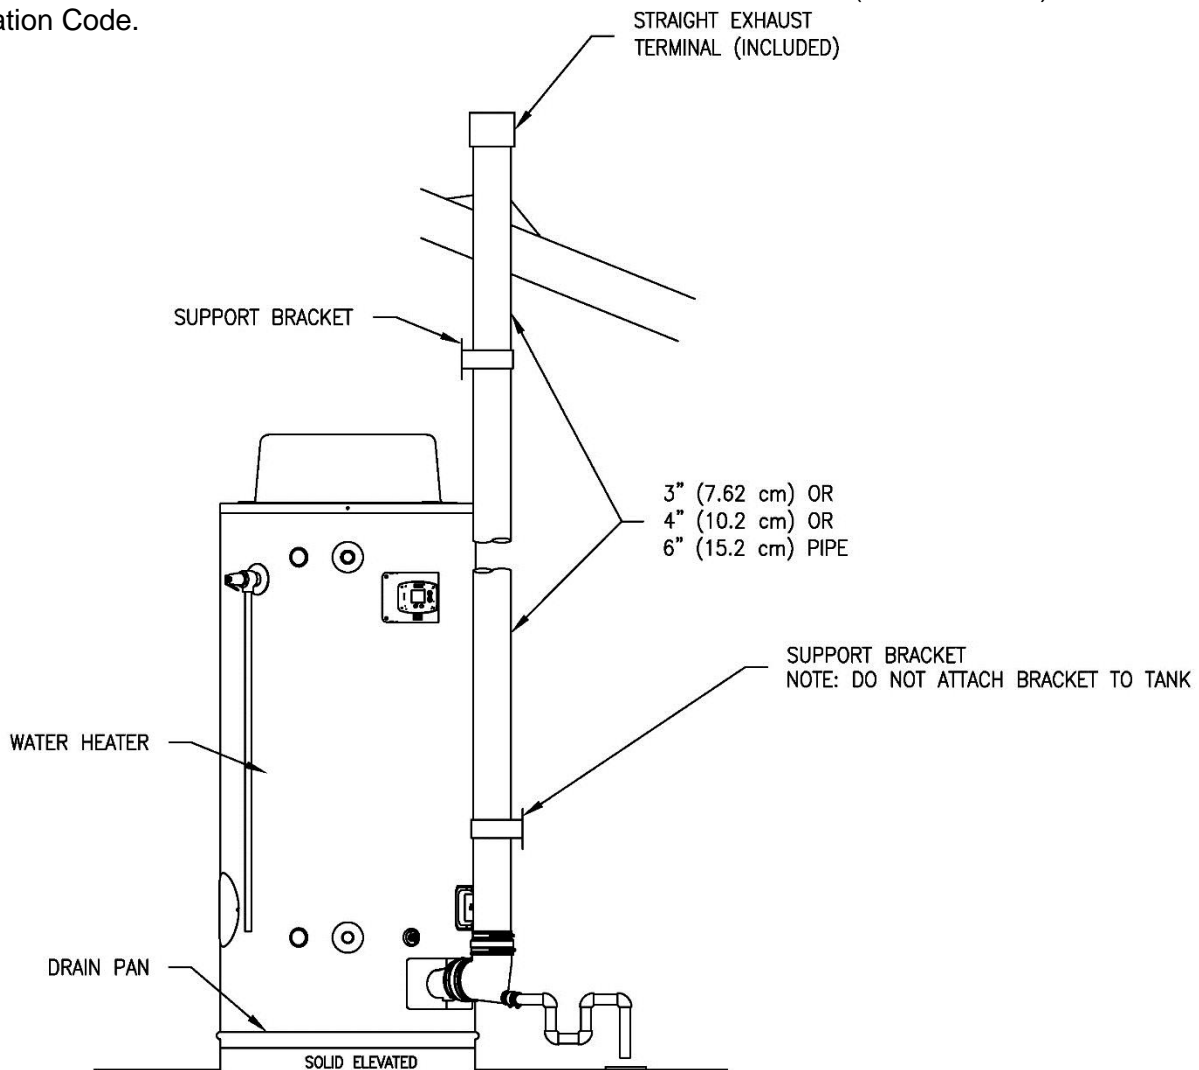 ation Code.
STRAIGHT EXHAUST
TERMINAL (INCLUDED)
SUPPORT BRACKET
3" (7.62 cm) OR
4" (10.2 cm) OR
6" (15.2 cm) PIPE
SUPPORT BRACKET
NOTE: DO NOT ATTACH BRACKET TO TANK
WATER HEATER
DRAIN PAN
SOLID ELEVATED